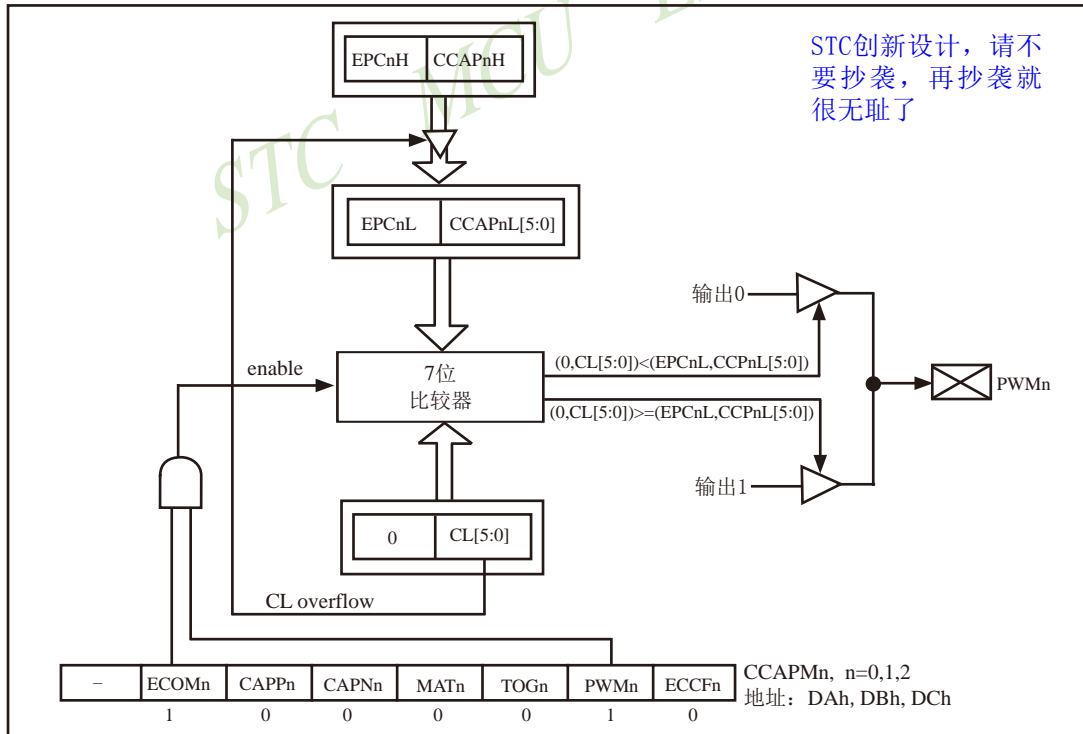 STC MCU
STC创新设计，请不
要抄袭，再抄袭就
很无耻了
EPCnH CCAPnH
EPCnL CCAPnL[5:0]
输出0
(0,CL[5:0])<(EPCnL,CCPnL[5:0])
enable
7位
比较器
PWMn
(0,CL[5:0])>=(EPCnL,CCPnL[5:0])
输出1
0 CL[5:0]
CL overflow
− ECOMn CAPPn CAPNn MATn TOGn PWMn ECCFn
CCAPMn, n=0,1,2
地址：DAh, DBh, DCh
1 0 0 0 0 1 0